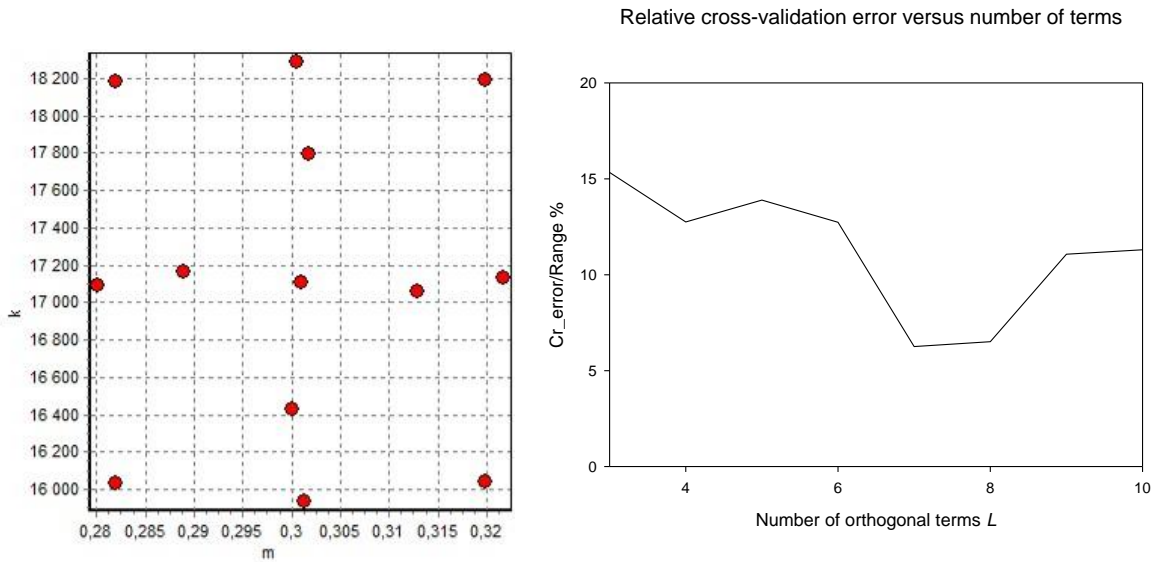 18 200
18 000
17 800
17 600
17 400
17 200
17 000
16 800
16 600
16 400
16 200
16 000
k
0,28 0,285 0,29 0,295 0,3 0,305 0,31 0,315 0,32
m
Relative cross-validation error versus number of terms
20
15
10
5
0
Cr_error/Range %
4 6 8 10
Number of orthogonal terms L